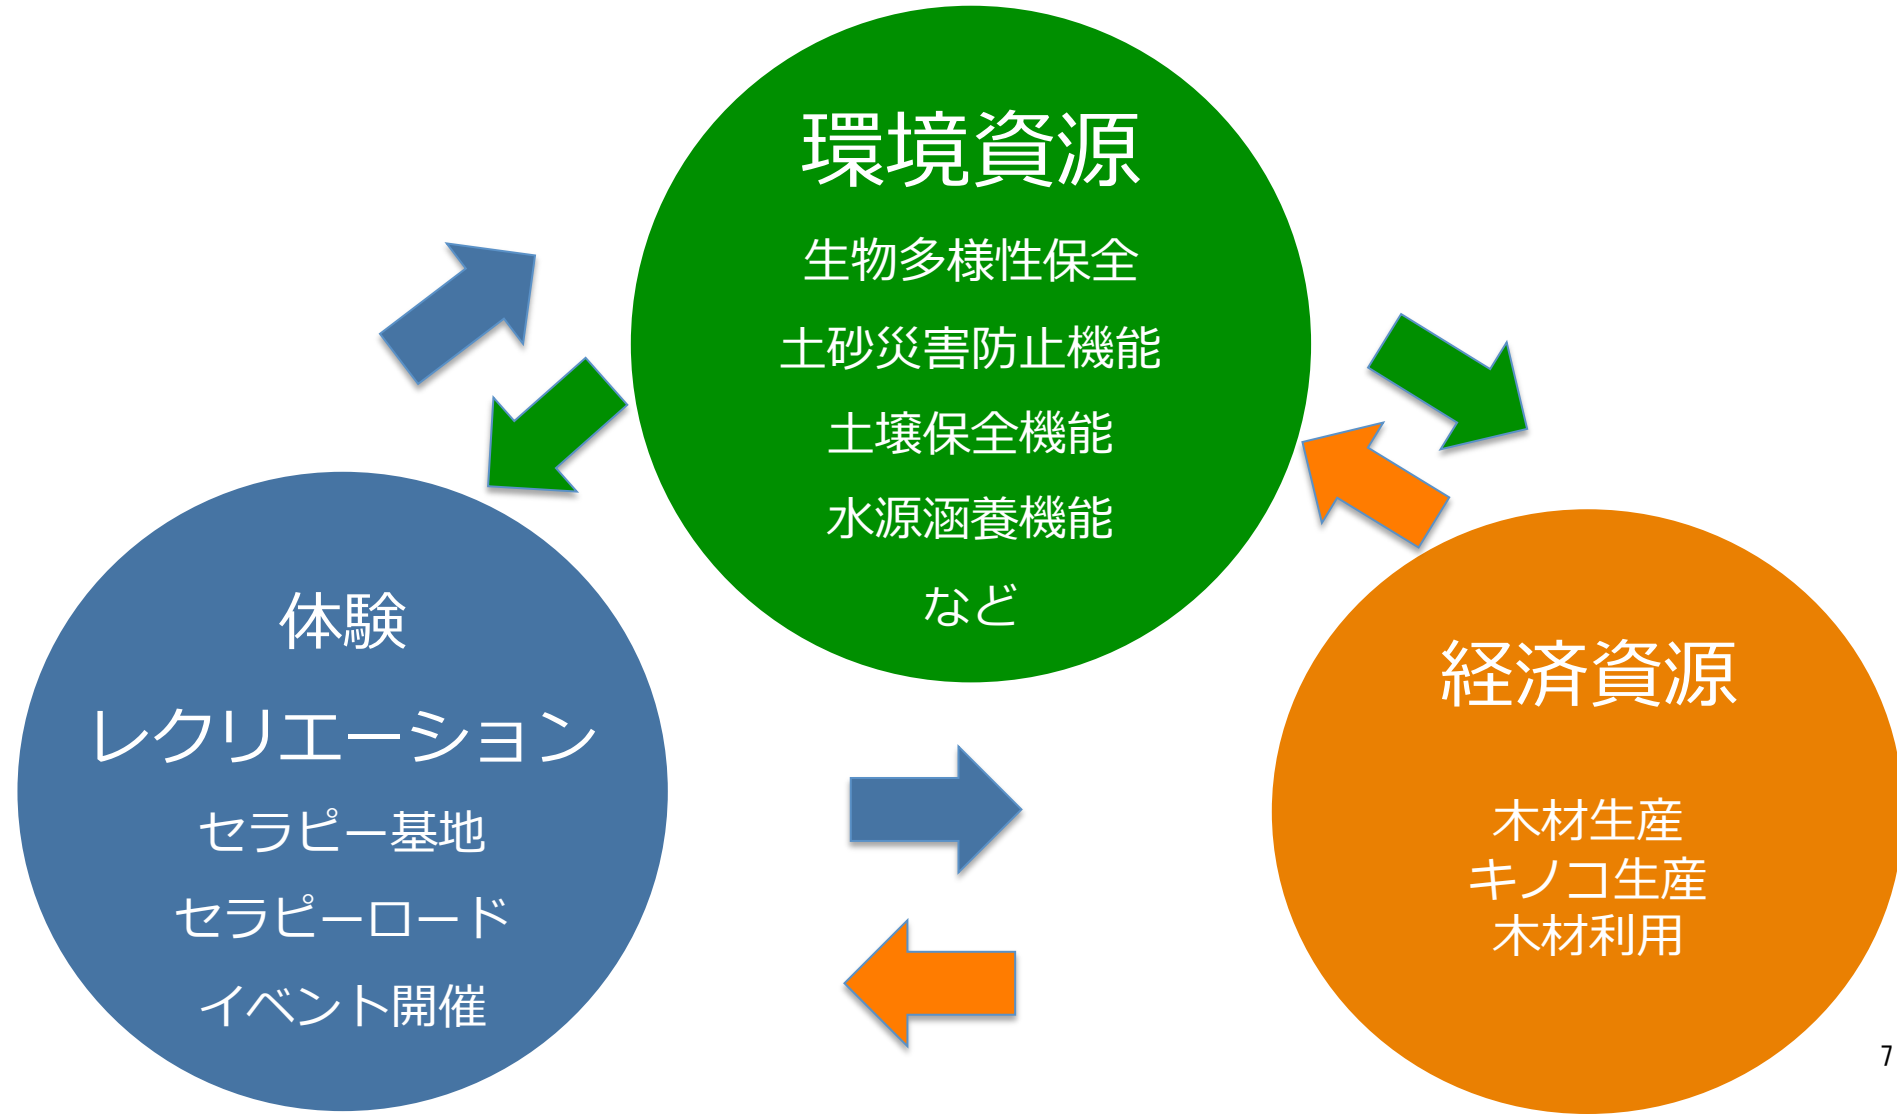 環境資源
生物多様性保全
土砂災害防止機能
土壌保全機能
水源涵養機能
など
体験
レクリエーション
セラピー基地
セラピーロード
イベント開催
経済資源
木材生産
キノコ生産
木材利用
7